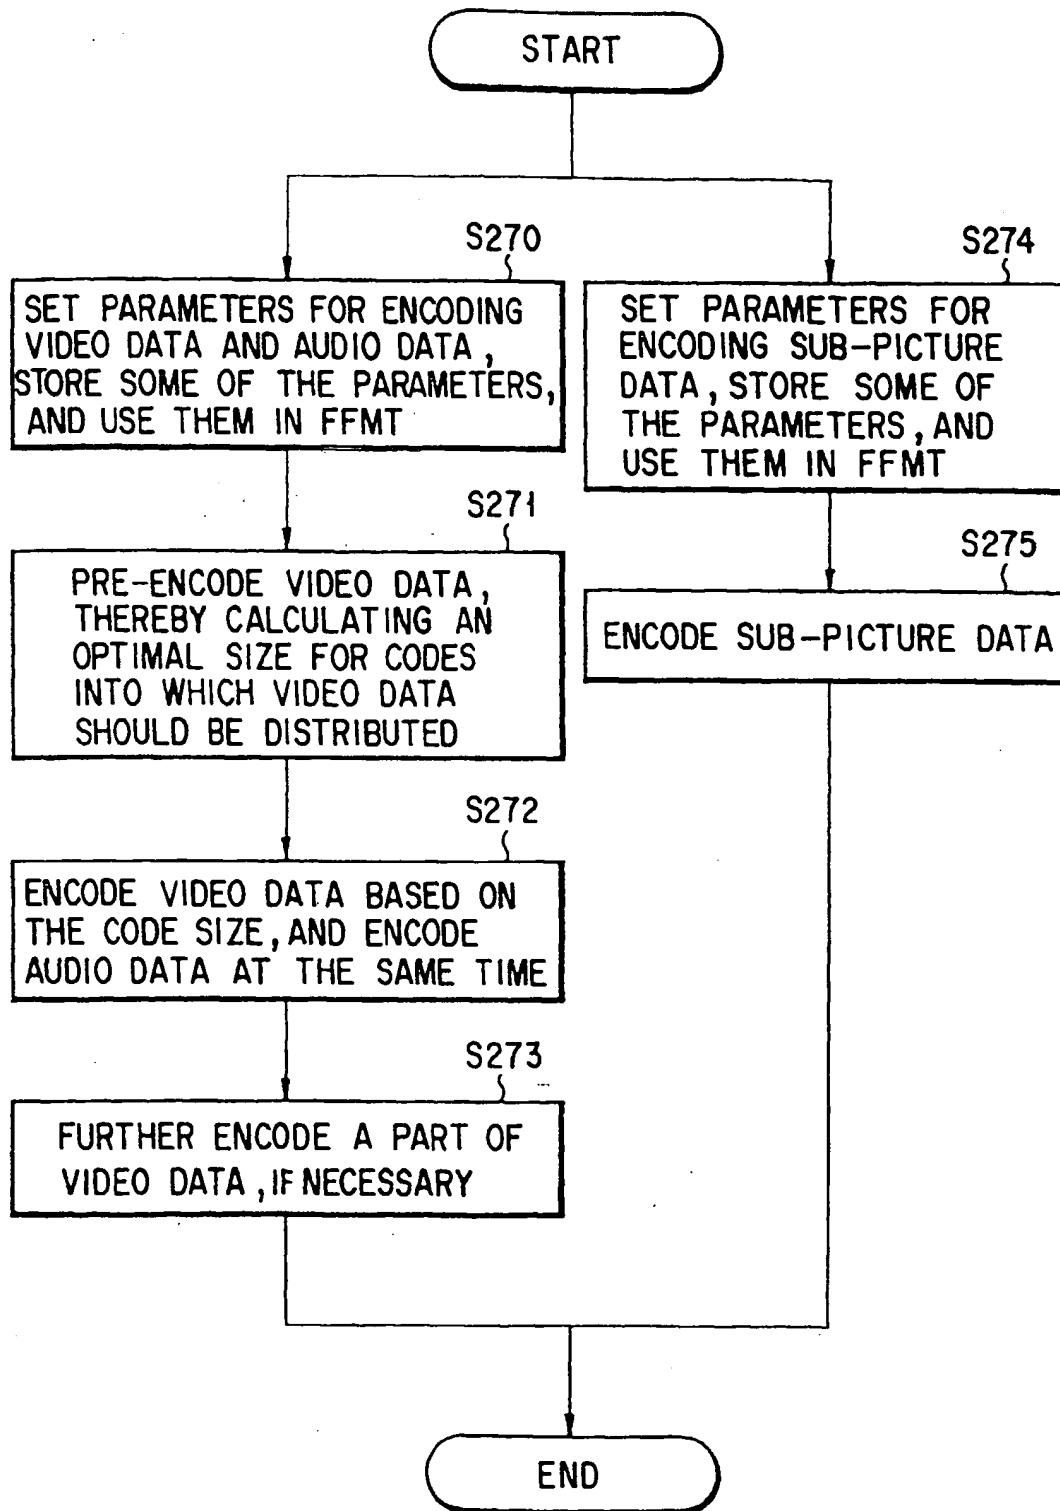 START
S270
SET PARAMETERS FOR ENCODING
VIDEO DATA AND AUDIO DATA,
STORE SOME OF THE PARAMETERS,
AND USE THEM IN FFMT
S271
PRE-ENCODE VIDEO DATA,
THEREBY CALCULATING AN
OPTIMAL SIZE FOR CODES
INTO WHICH VIDEO DATA
SHOULD BE DISTRIBUTED
S272
ENCODE VIDEO DATA BASED ON
THE CODE SIZE, AND ENCODE
AUDIO DATA AT THE SAME TIME
S273
FURTHER ENCODE A PART OF
VIDEO DATA, IF NECESSARY
S274
SET PARAMETERS FOR
ENCODING SUB-PICTURE
DATA, STORE SOME OF
THE PARAMETERS, AND
USE THEM IN FFMT
S275
ENCODE SUB-PICTURE DATA
END